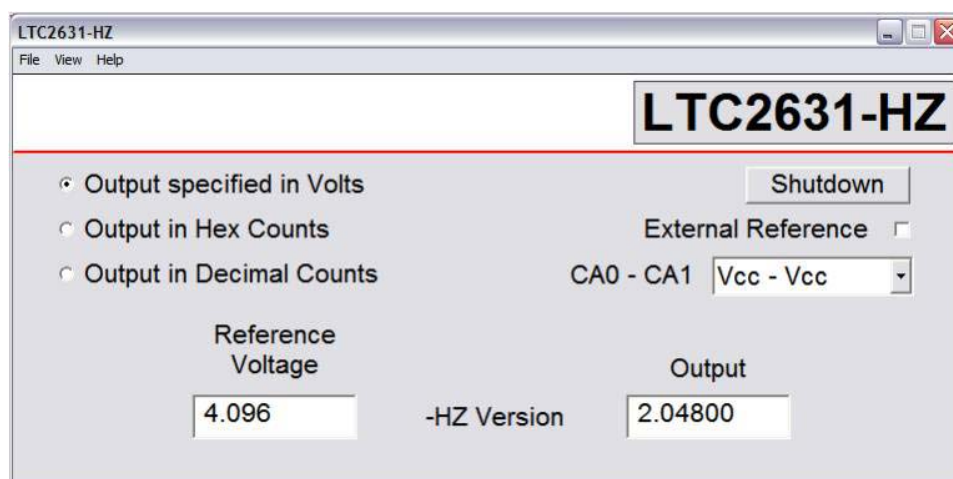 LTC2631-HZ
File View Help
LTC2631-HZ
Output specified in Volts
Shutdown
Output in Hex Counts
External Reference
Output in Decimal Counts
CA0 - CA1 Vcc - Vcc
Reference
Voltage
Output
4.096 -HZ Version 2.04800